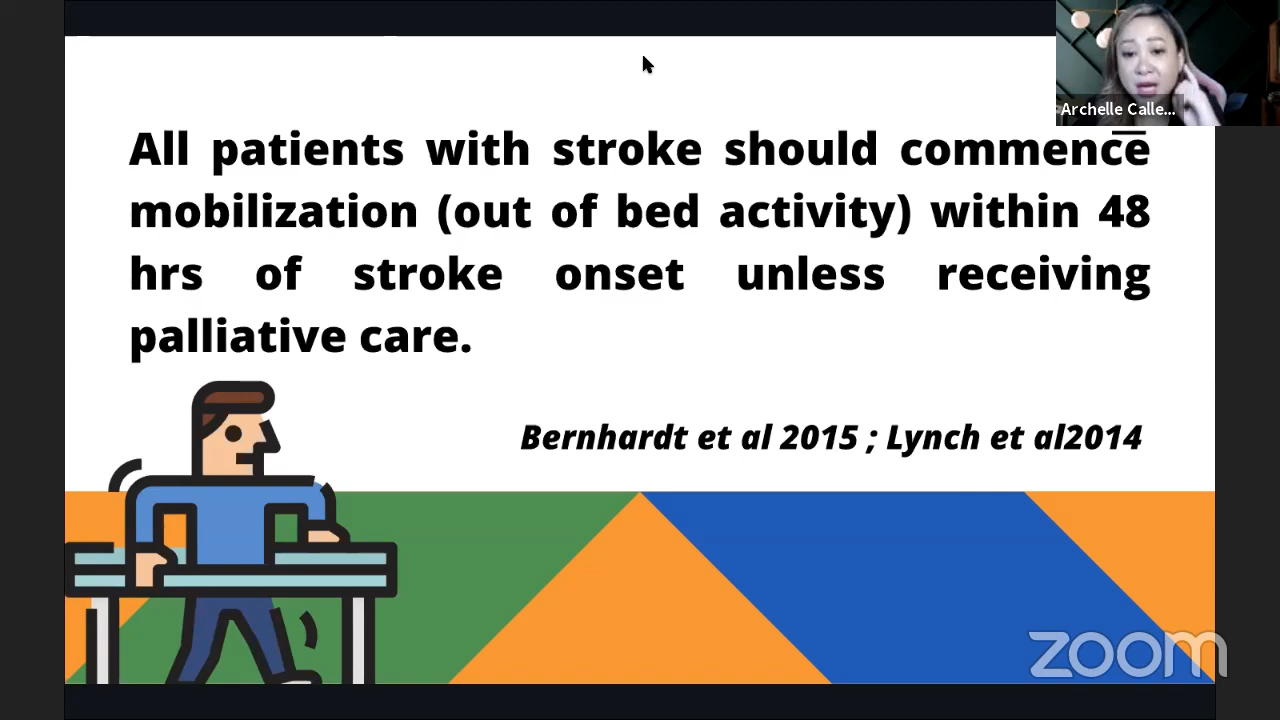 Archelle Calle...
All patients with stroke should commence
mobilization (out of bed activity) within 48
hrs of stroke onset unless receiving
palliative care.
Bernhardt et al 2015 ; Lynch et al2014
zoom